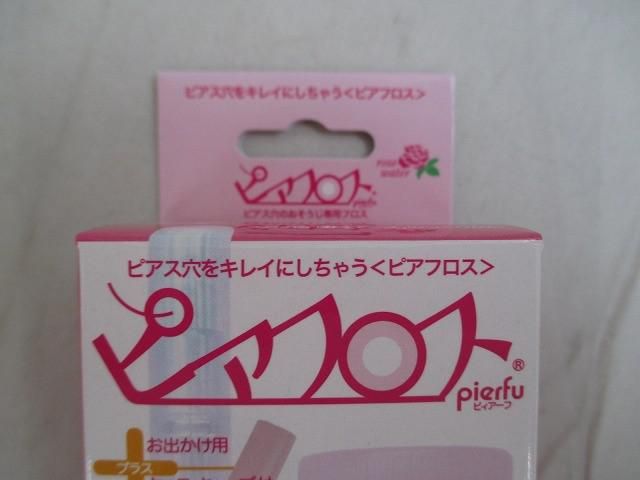 ピアス穴をキレイにしちゃう<ピアフロス>
rose
water
ピアフロス
pierfu
ピアス穴のおそうじ専用フロス
ピアス穴をキレイにしちゃう<ピアフロス>
ピアフロス®
pierfu
ピィアーフ
お出かけ用
プラス